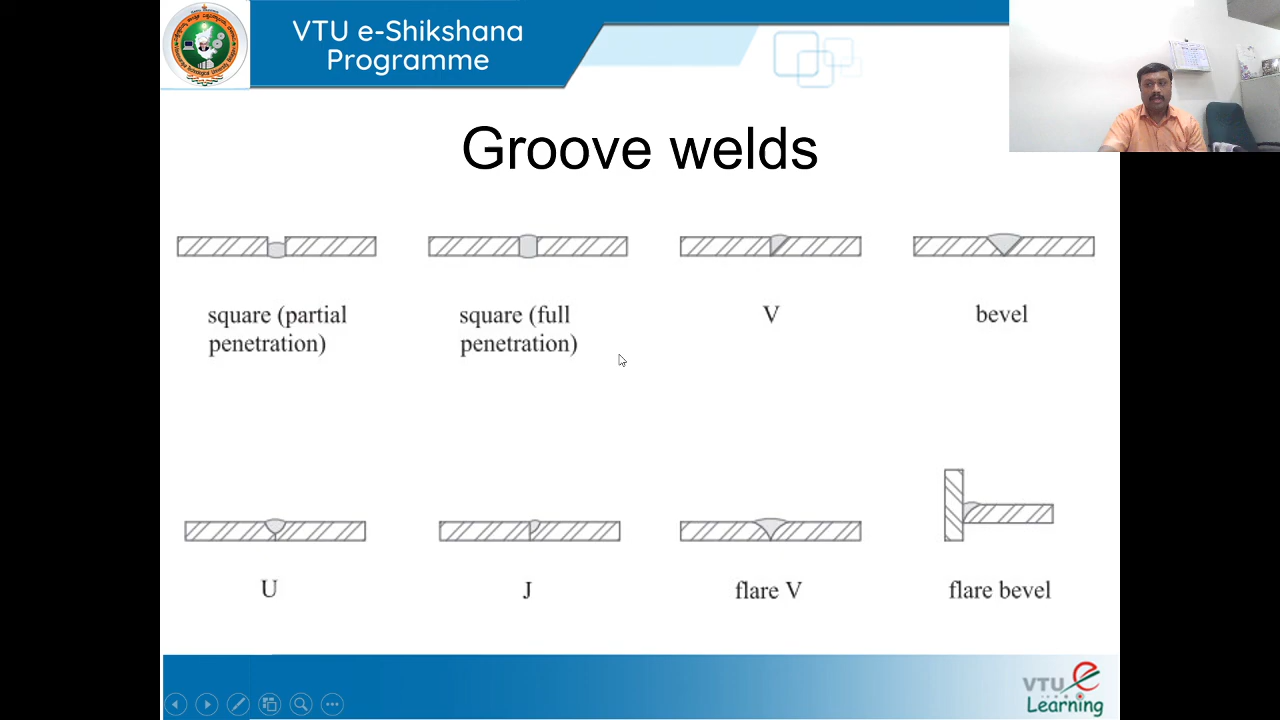 VTU e-Shikshana
Programme
Groove welds
square (partial
penetration)
square (full
penetration)
V
bevel
U
J
flare V
flare bevel
VTU e
Learning